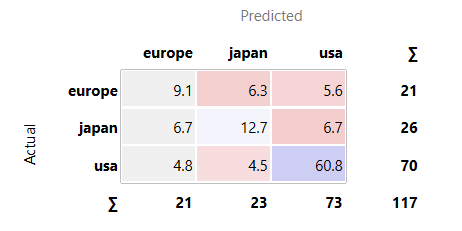 Predicted
europe japan usa ∑
europe 9.1 6.3 5.6 21
japan 6.7 12.7 6.7 26
Actual
usa 4.8 4.5 60.8 70
∑ 21 23 73 117